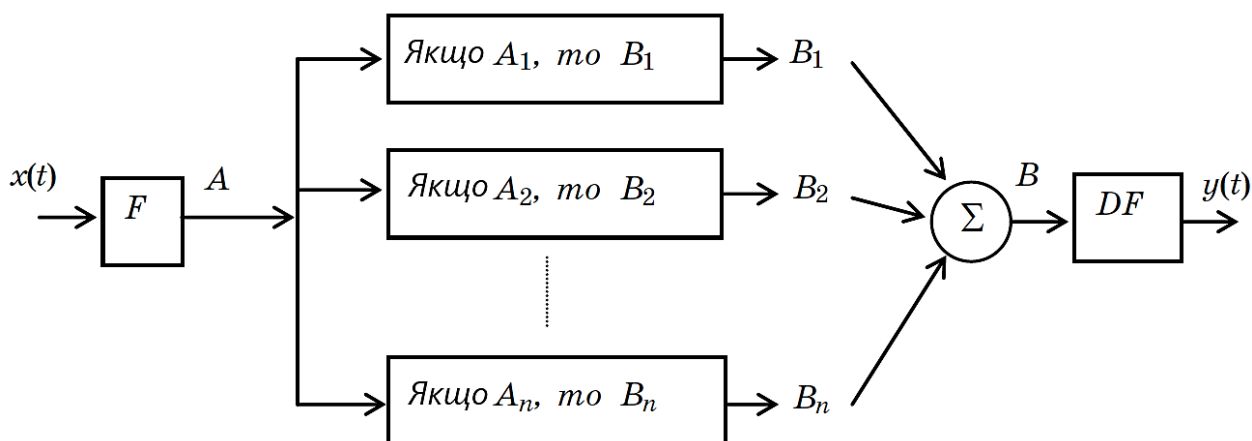 x(t)
F
A
Якщо A₁, то B₁
B₁
Якщо A₂, то B₂
B₂
Якщо Aₙ, то Bₙ
Bₙ
Σ
B
DF
y(t)